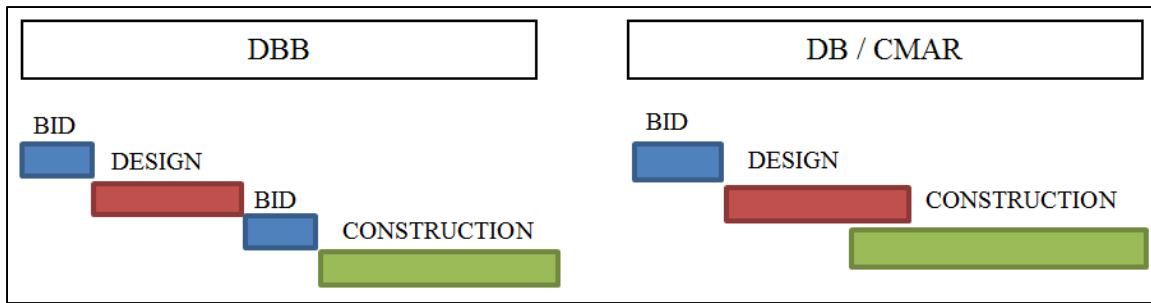 DBB
BID
DESIGN
BID
CONSTRUCTION
DB / CMAR
BID
DESIGN
CONSTRUCTION